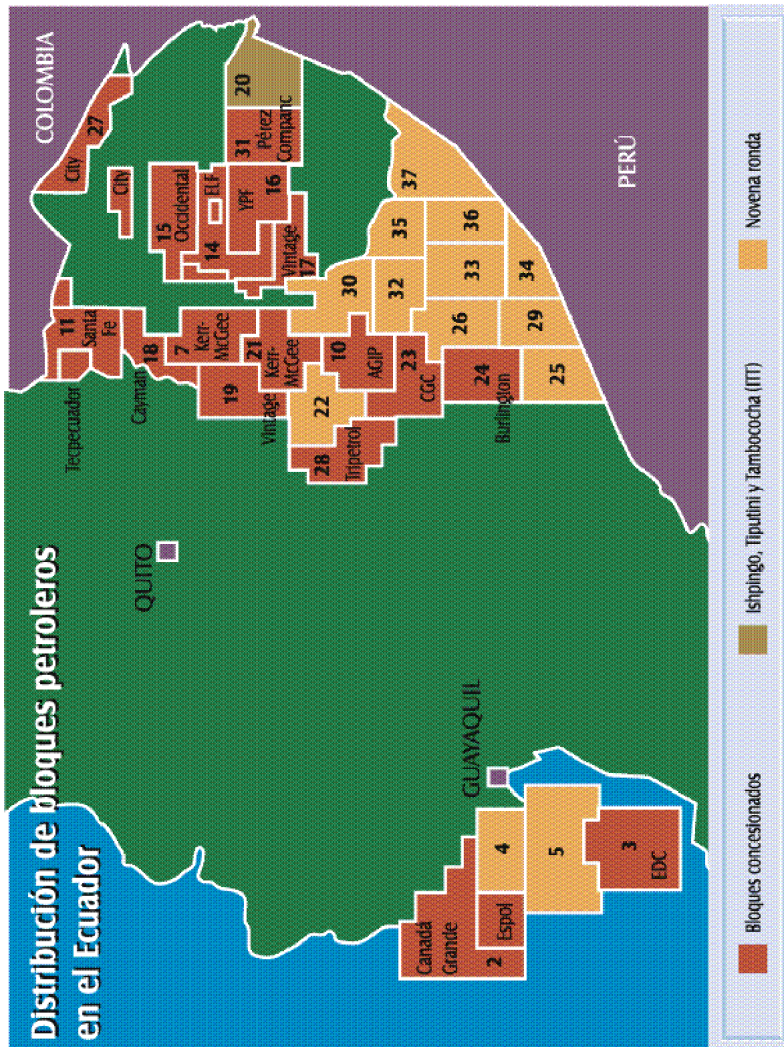 Distribución de bloques petroleros
en el Ecuador
COLOMBIA
PERÚ
QUITO
GUAYAQUIL
Tecpecuador
11
Santa
Fe
Cayman
18
7
Kerr-
McGee
19
Vintage
21
Kerr-
McGee
City
27
City
15
Occidental
14
ELF
YPF
16
Vintage
17
31
Pérez
Companc
20
10
AGIP
22
28
Tripetrol
23
CGC
24
Burlington
25
26
29
30
32
33
34
35
36
37
Canadá
Grande
2
Espol
4
5
3
EDC
Bloques concesionados
Ishpingo, Tiputini y Tambococha (ITT)
Novena ronda